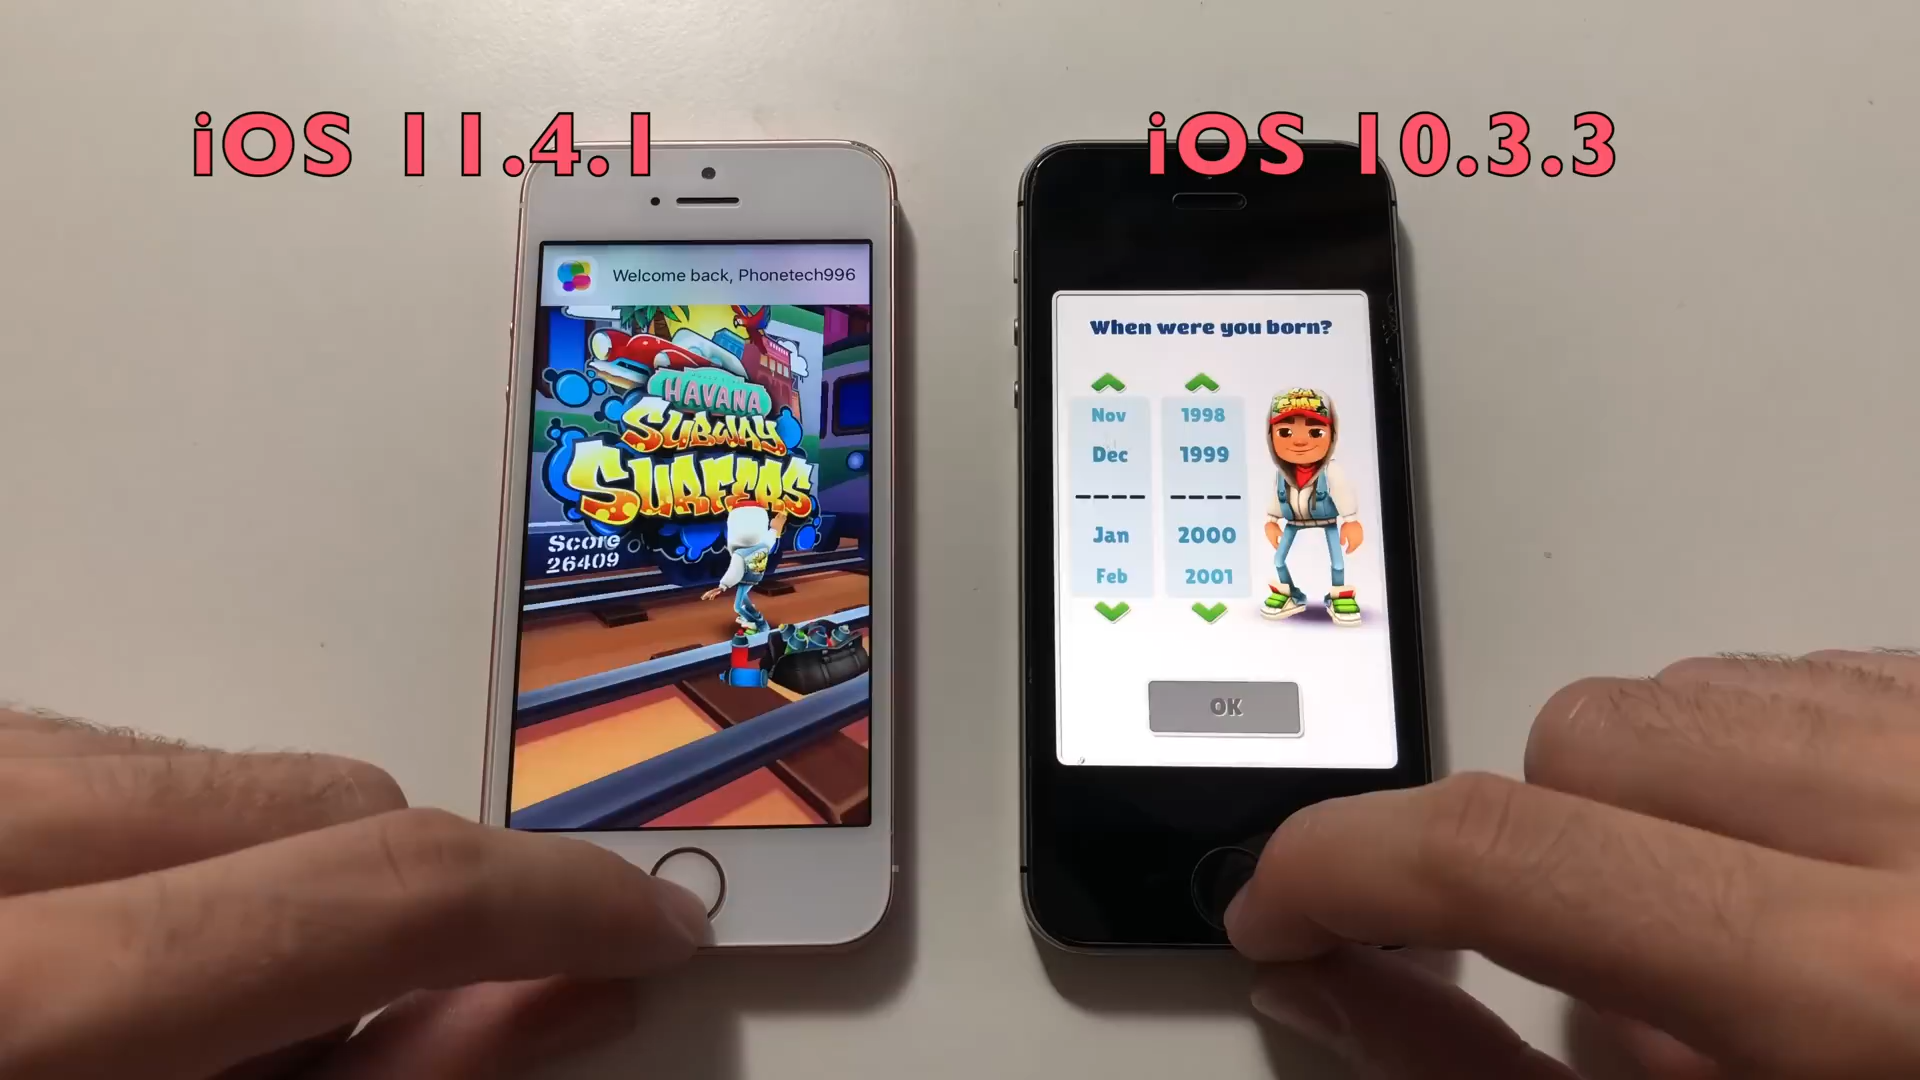 iOS 11.4.1
iOS 10.3.3
Welcome back, Phonetech996
HAVANA
SUBWAY
SURFERS
Score
26409
When were you born?
Nov 1998
Dec 1999
---- ----
Jan 2000
Feb 2001
OK